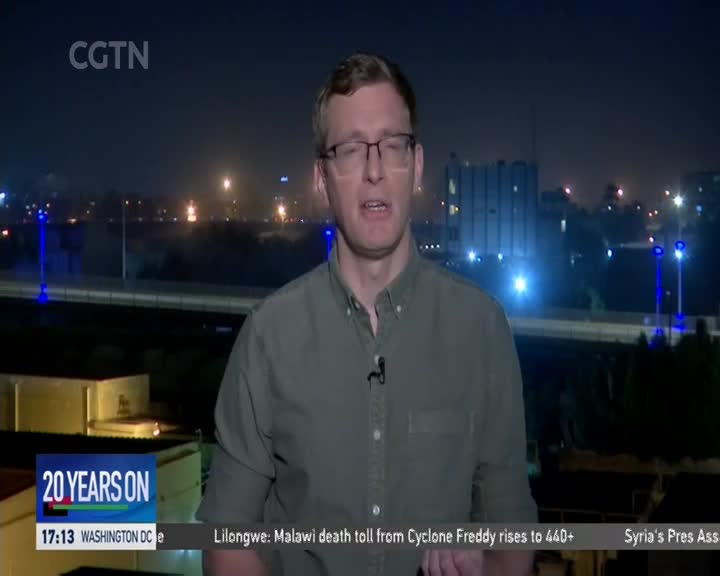 CGTN
20 YEARS ON
17:13 WASHINGTON DC
e Lilongwe: Malawi death toll from Cyclone Freddy rises to 440+ Syria's Pres Ass